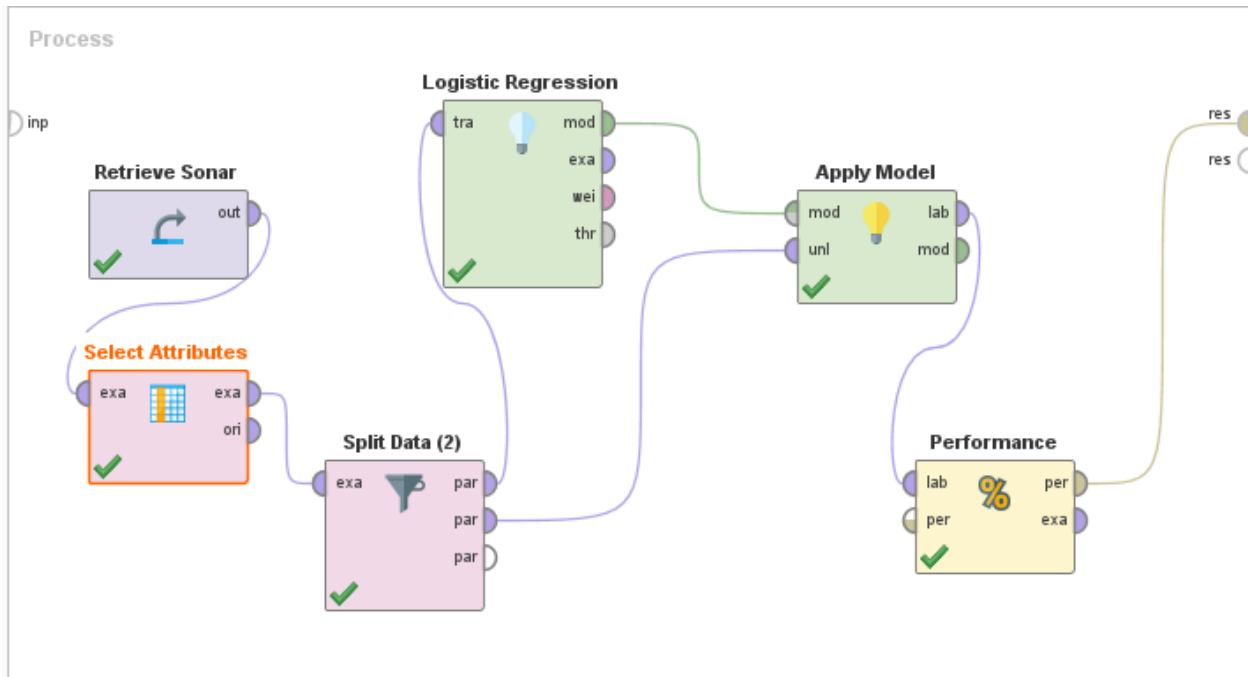 Process
inp
res
res
Logistic Regression
tra
mod
exa
wei
thr
Retrieve Sonar
out
Apply Model
mod
unl
lab
mod
Select Attributes
exa
exa
ori
Split Data (2)
exa
par
par
par
Performance
%
lab
per
per
exa